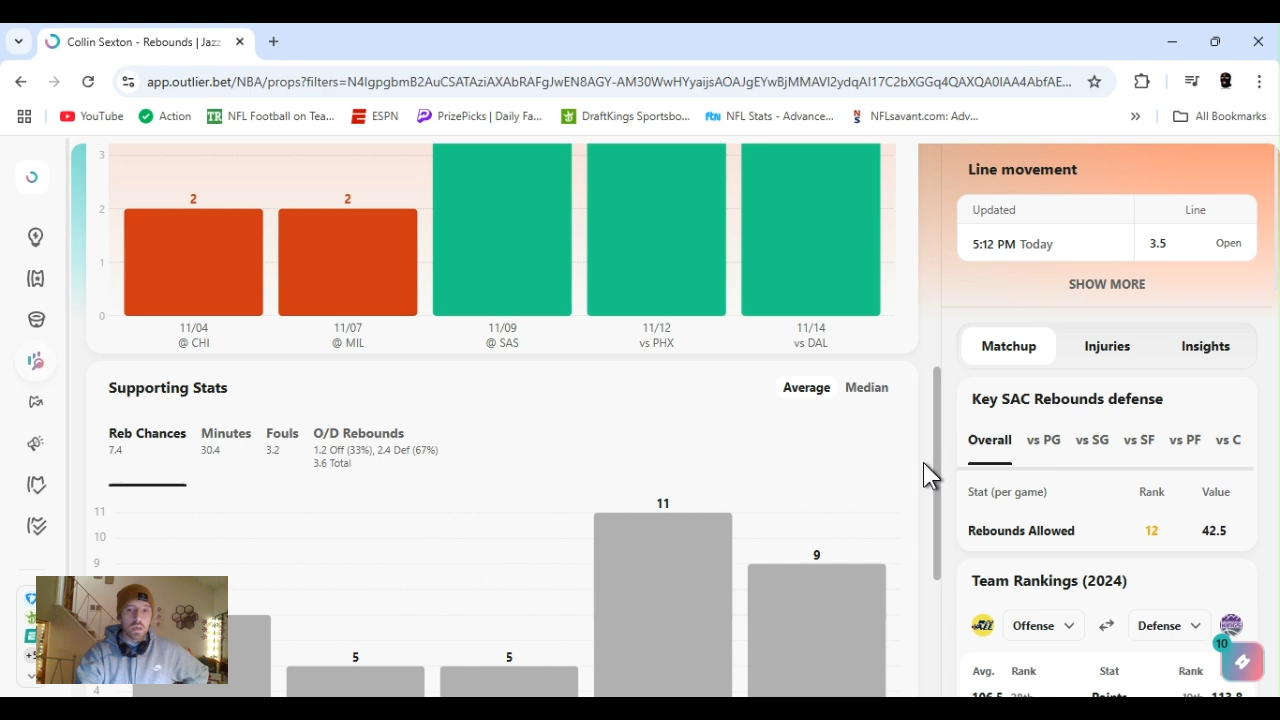 Collin Sexton - Rebounds | Jazz
app.outlier.bet/NBA/props?filters=N4IgpgbmB2AuCSATAziAXAbRAFgJwEN8AGY-AM30WwHYyaijsAOAJgEYwBjMMAVI2ydqAI17C2bXGGq4QAXQA0IAA4AbfAE...
YouTube
Action
NFL Football on Tea...
ESPN
PrizePicks | Daily Fa...
DraftKings Sportsbo...
NFL Stats - Advance...
NFLsavant.com: Adv...
All Bookmarks
3
2
1
0
2
2
11/04
@ CHI
11/07
@ MIL
11/09
@ SAS
11/12
vs PHX
11/14
vs DAL
Supporting Stats
Average
Median
Reb Chances
7.4
Minutes
30.4
Fouls
3.2
O/D Rebounds
1.2 Off (33%), 2.4 Def (67%)
3.6 Total
11
10
9
4
5
5
11
9
Line movement
Updated
Line
5:12 PM Today
3.5
Open
SHOW MORE
Matchup
Injuries
Insights
Key SAC Rebounds defense
Overall
vs PG
vs SG
vs SF
vs PF
vs C
Stat (per game)
Rank
Value
Rebounds Allowed
12
42.5
Team Rankings (2024)
Offense
Defense
10
Avg.
Rank
Stat
Rank
106.5
28th
Points
19th
113.8